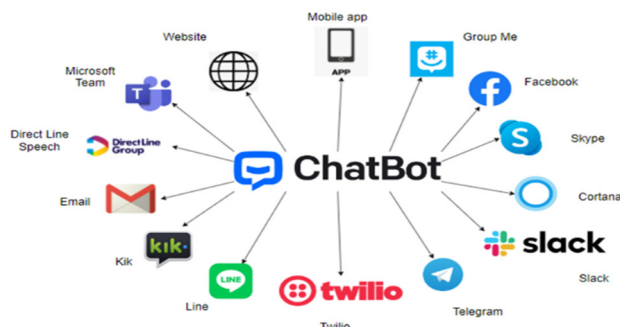 Mobile app
Website
Group Me
APP
Microsoft
Team
T
Facebook
Direct Line
Speech
DirectLine
Group
ChatBot
S
Skype
Email
Cortana
kik
slack
Kik
Slack
LINE
Line
twilio
Telegram
Twilio